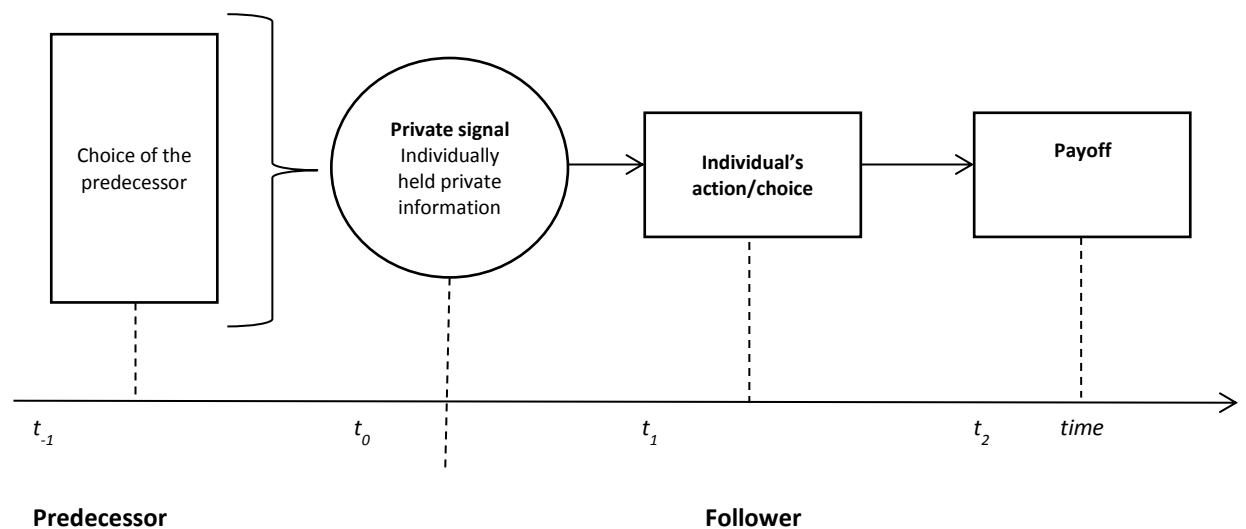 Choice of the
predecessor
Private signal
Individually
held private
information
Individual’s
action/choice
Payoff
t-1 t0 t1 t2 time
Predecessor Follower